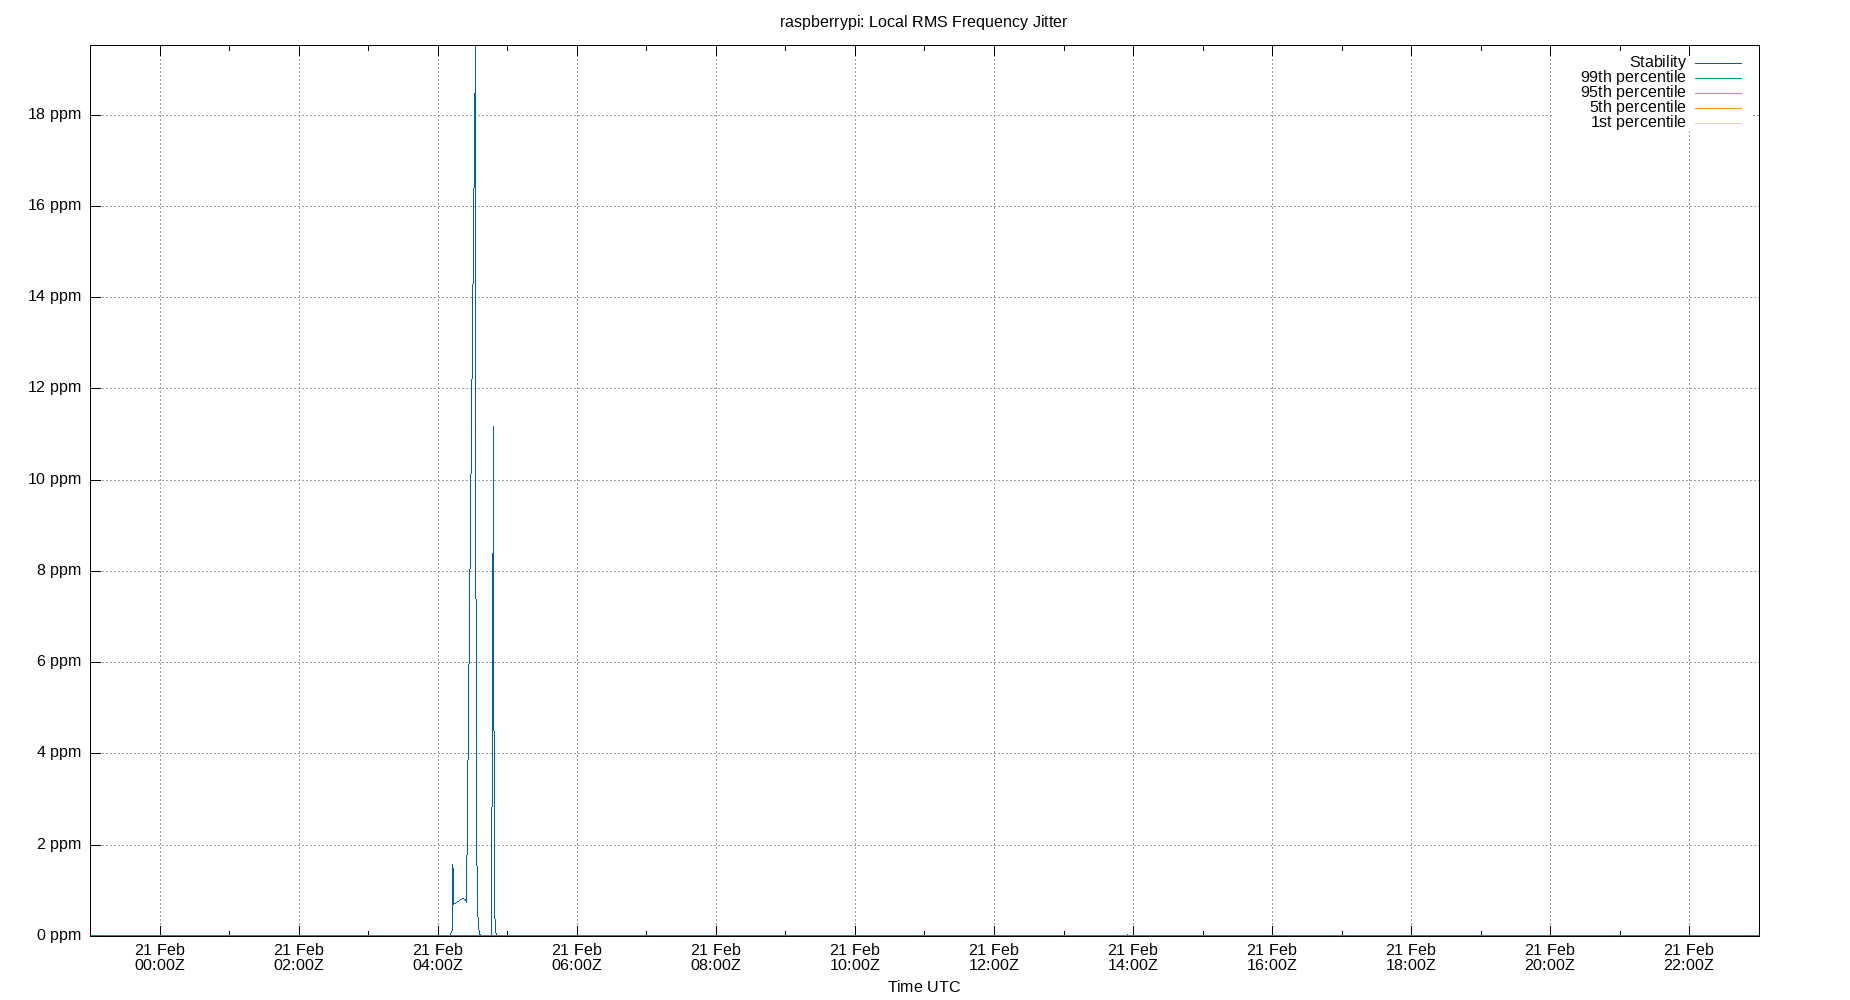 raspberrypi: Local RMS Frequency Jitter
Stability
99th percentile
95th percentile
5th percentile
1st percentile
18 ppm
16 ppm
14 ppm
12 ppm
10 ppm
8 ppm
6 ppm
4 ppm
2 ppm
0 ppm
21 Feb 21 Feb 21 Feb 21 Feb 21 Feb 21 Feb 21 Feb 21 Feb 21 Feb 21 Feb 21 Feb 21 Feb
00:00Z 02:00Z 04:00Z 06:00Z 08:00Z 10:00Z 12:00Z 14:00Z 16:00Z 18:00Z 20:00Z 22:00Z
Time UTC